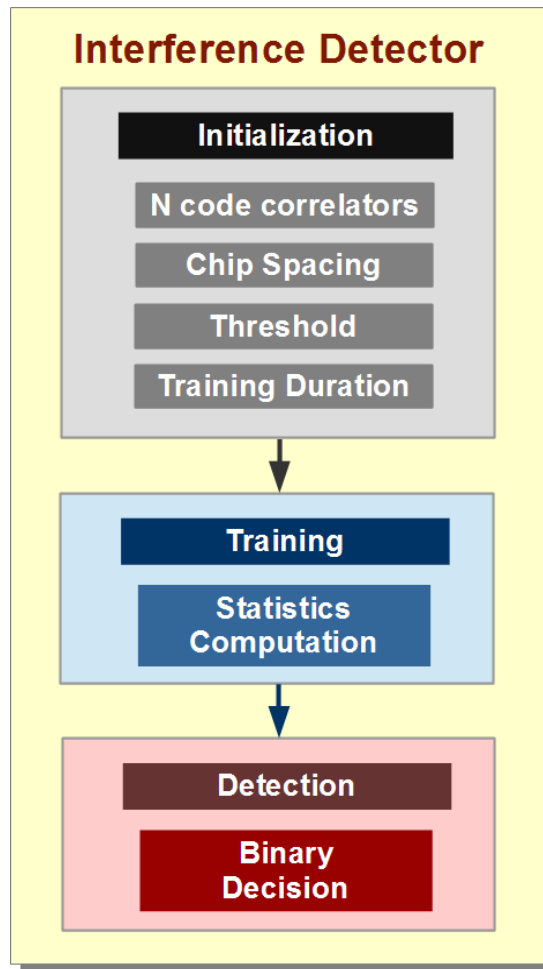 Interference Detector
Initialization
N code correlators
Chip Spacing
Threshold
Training Duration
Training
Statistics
Computation
Detection
Binary
Decision